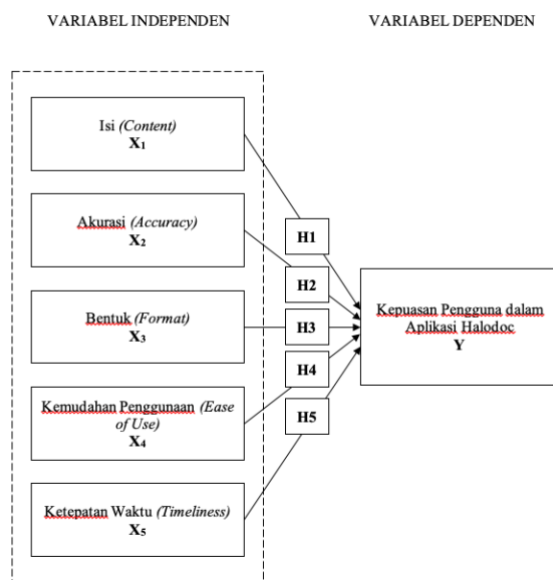 VARIABEL INDEPENDEN
VARIABEL DEPENDEN
Isi (Content)
X₁
Akurasi (Accuracy)
X₂
Bentuk (Format)
X₃
Kemudahan Penggunaan (Ease
of Use)
X₄
Ketepatan Waktu (Timeliness)
X₅
H1
H2
H3
H4
H5
Kepuasan Pengguna dalam
Aplikasi Halodoc
Y